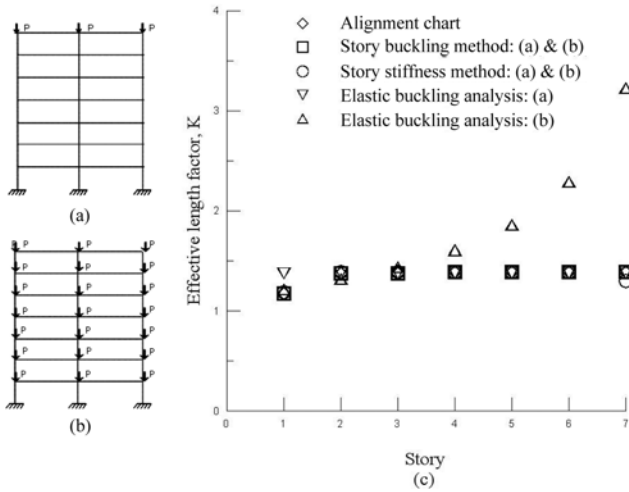 P P P
(a)
P P P P
P P P
P P P
P P P
P P P
P P P
P P P
(b)
4
3
2
1
0
Effective length factor, K
Alignment chart
Story buckling method: (a) & (b)
Story stiffness method: (a) & (b)
Elastic buckling analysis: (a)
Elastic buckling analysis: (b)
0 1 2 3 4 5 6 7
Story
(c)